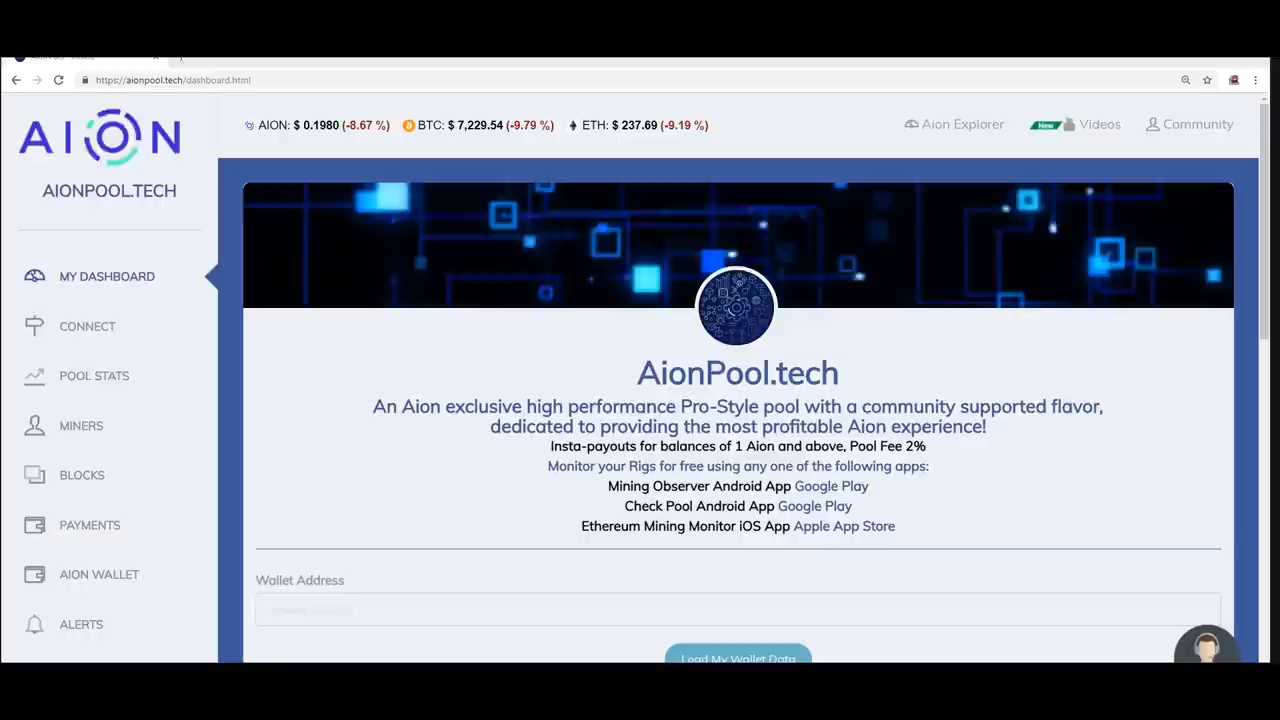 https://aionpool.tech/dashboard.html
AION
AIONPOOL.TECH
AION: $ 0.1980 (-8.67 %) BTC: $ 7,229.54 (-9.79 %) ETH: $ 237.69 (-9.19 %)
Aion Explorer New Videos Community
MY DASHBOARD
CONNECT
POOL STATS
MINERS
BLOCKS
PAYMENTS
AION WALLET
ALERTS
AionPool.tech
An Aion exclusive high performance Pro-Style pool with a community supported flavor,
dedicated to providing the most profitable Aion experience!
Insta-payouts for balances of 1 Aion and above, Pool Fee 2%
Monitor your Rigs for free using any one of the following apps:
Mining Observer Android App Google Play
Check Pool Android App Google Play
Ethereum Mining Monitor iOS App Apple App Store
Wallet Address
Load My Wallet Data